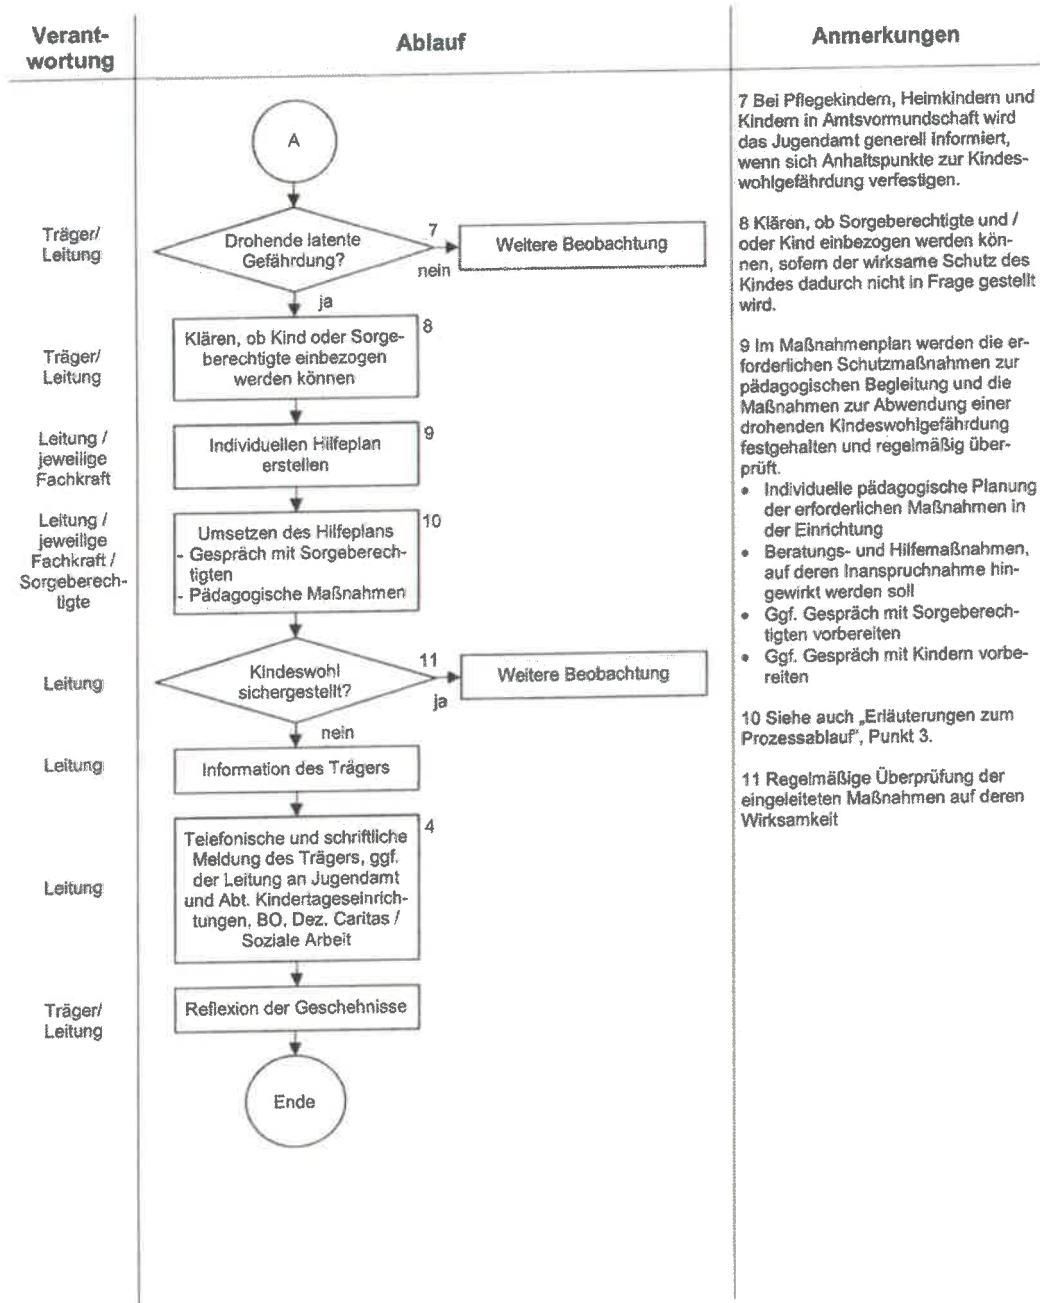 Verant-
wortung
Ablauf
Anmerkungen
A
Träger/
Leitung
Drohende latente
Gefährdung?
7
nein
Weitere Beobachtung
ja
Träger/
Leitung
Klären, ob Kind oder Sorge-
berechtigte einbezogen
werden können
8
Leitung /
jeweilige
Fachkraft
Individuellen Hilfeplan
erstellen
9
Leitung /
jeweilige
Fachkraft /
Sorgeberech-
tigte
Umsetzen des Hilfeplans
- Gespräch mit Sorgeberech-
tigten
- Pädagogische Maßnahmen
10
Leitung
Kindeswohl
sichergestellt?
11
ja
Weitere Beobachtung
nein
Leitung
Information des Trägers
Leitung
Telefonische und schriftliche
Meldung des Trägers, ggf.
der Leitung an Jugendamt
und Abt. Kindertageseinrich-
tungen, BO, Dez. Caritas /
Soziale Arbeit
4
Träger/
Leitung
Reflexion der Geschehnisse
Ende
7 Bei Pflegekindern, Heimkindern und
Kindern in Amtsvormundschaft wird
das Jugendamt generell informiert,
wenn sich Anhaltspunkte zur Kindes-
wohlgefährdung verfestigen.
8 Klären, ob Sorgeberechtigte und /
oder Kind einbezogen werden kön-
nen, sofern der wirksame Schutz des
Kindes dadurch nicht in Frage gestellt
wird.
9 Im Maßnahmenplan werden die er-
forderlichen Schutzmaßnahmen zur
pädagogischen Begleitung und die
Maßnahmen zur Abwendung einer
drohenden Kindeswohlgefährdung
festgehalten und regelmäßig über-
prüft.
• Individuelle pädagogische Planung
der erforderlichen Maßnahmen in
der Einrichtung
• Beratungs- und Hilfemaßnahmen,
auf deren Inanspruchnahme hin-
gewirkt werden soll
• Ggf. Gespräch mit Sorgeberech-
tigten vorbereiten
• Ggf. Gespräch mit Kindern vorbe-
reiten
10 Siehe auch „Erläuterungen zum
Prozessablauf", Punkt 3.
11 Regelmäßige Überprüfung der
eingeleiteten Maßnahmen auf deren
Wirksamkeit